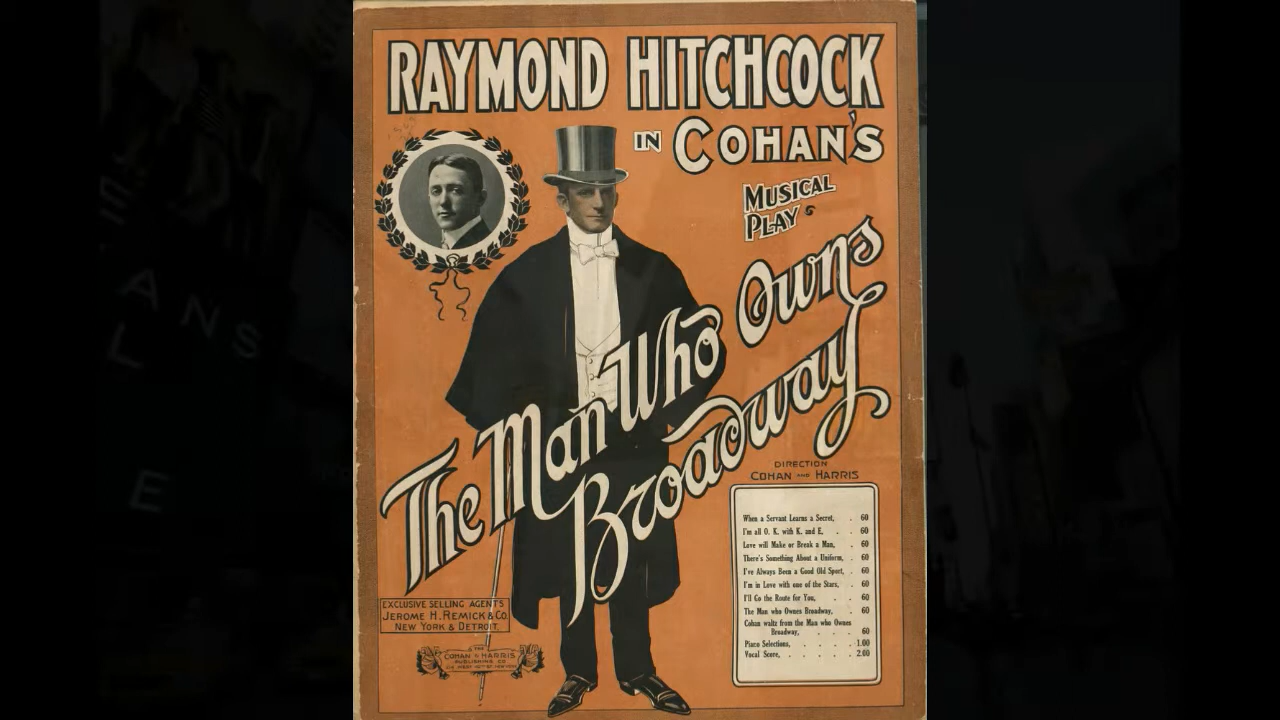 RAYMOND HITCHCOCK
IN COHAN'S
MUSICAL
PLAY
The Man Who Owns
Broadway
DIRECTION
COHAN AND HARRIS
When a Servant Learns a Secret, . 60
I'm all O. K. with K. and E. . . 60
Love will Make or Break a Man, . 60
There's Something About a Uniform, . 60
I've Always Been a Good Old Sport, . 60
I'm in Love with one of the Stars, . 60
I'll Go the Route for You, . . 60
The Man who Ownes Broadway, . 60
Cohan waltz from the Man who Ownes
Broadway, . . . . 60
Piano Selections, . . . . . 1.00
Vocal Score, . . . . . . 2.00
EXCLUSIVE SELLING AGENTS
JEROME H. REMICK & CO.
NEW YORK & DETROIT.
THE
COHAN & HARRIS
PUBLISHING CO
E
ANS
L
E